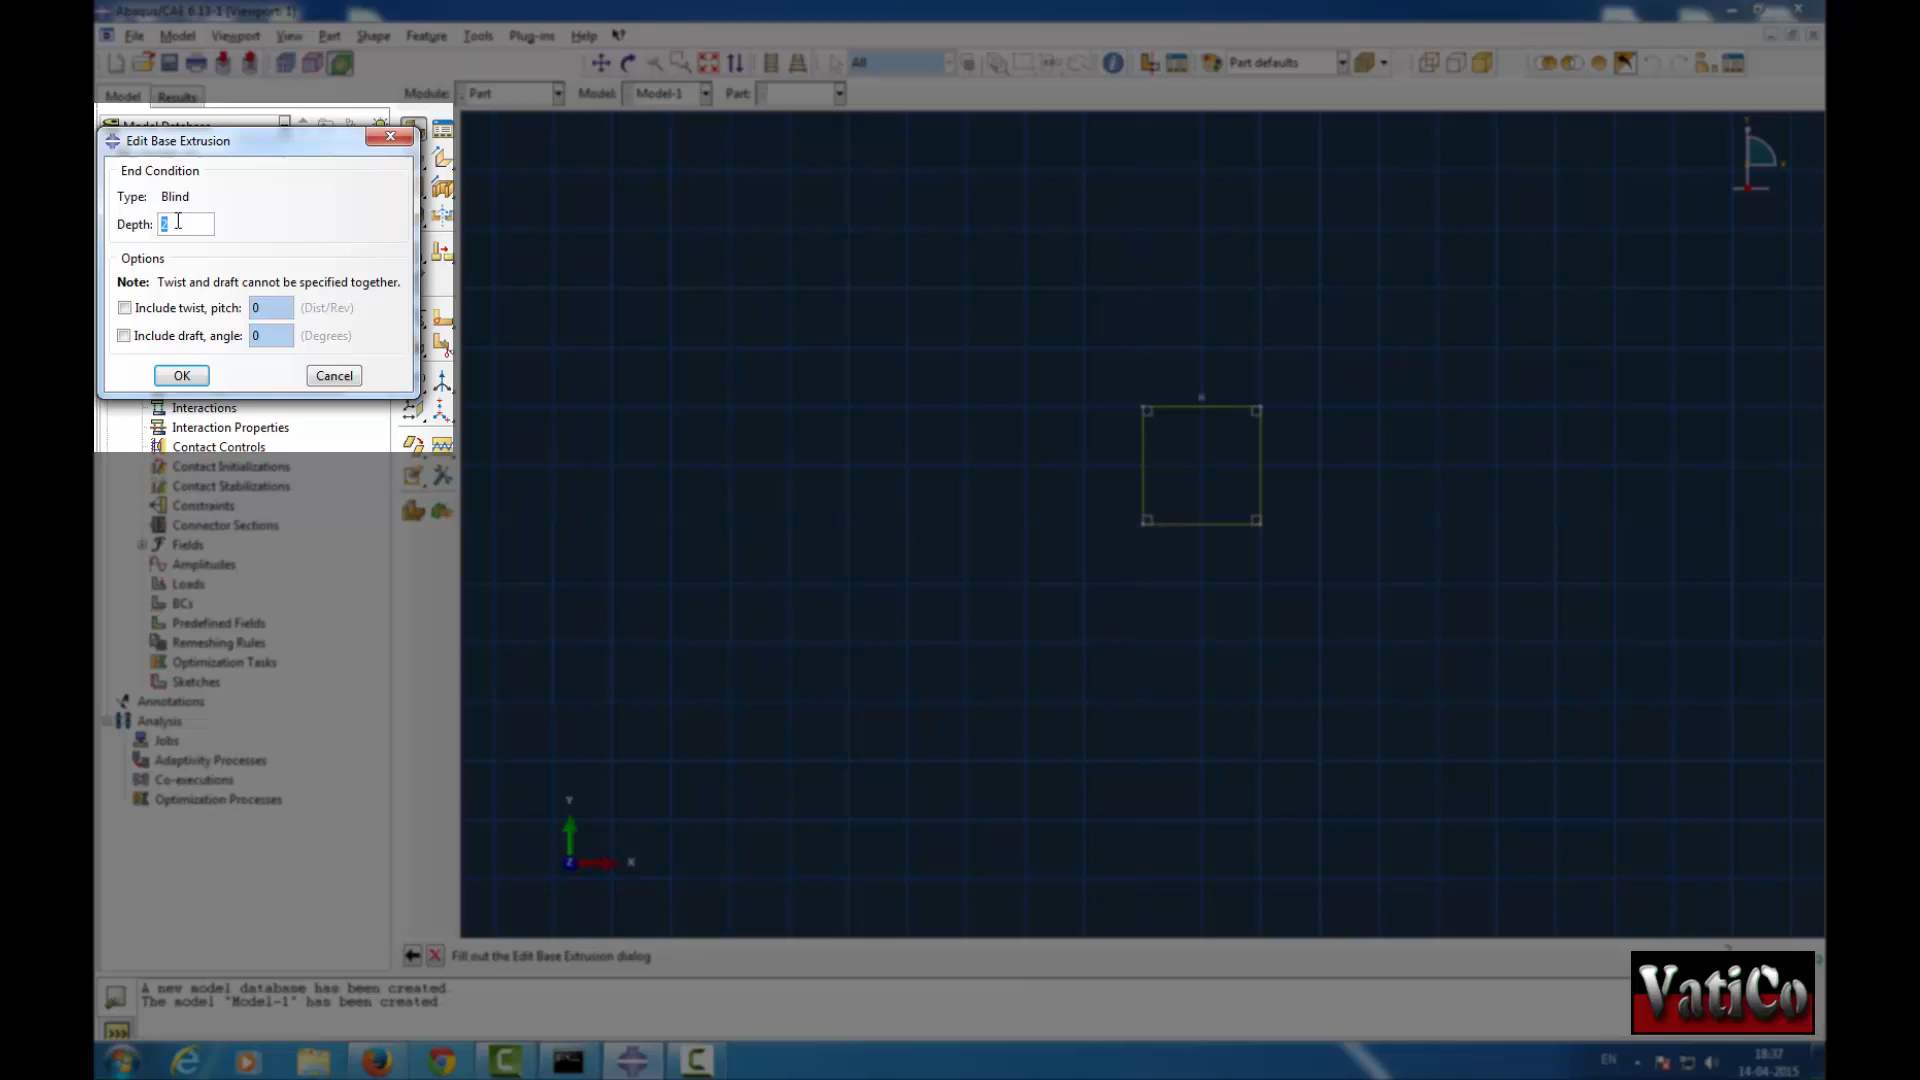 Abaqus/CAE 6.13-1 [Viewport: 1]
File Model Viewport View Part Shape Feature Tools Plug-ins Help
All Part defaults
Model Results Module: Part Model: Model-1 Part:
Model Database
Edit Base Extrusion
End Condition
Type: Blind
Depth: 2
Options
Note: Twist and draft cannot be specified together.
Include twist, pitch: 0 (Dist/Rev)
Include draft, angle: 0 (Degrees)
OK Cancel
Interactions
Interaction Properties
Contact Controls
Contact Initializations
Contact Stabilizations
Constraints
Connector Sections
Fields
Amplitudes
Loads
BCs
Predefined Fields
Remeshing Rules
Optimization Tasks
Sketches
Annotations
Analysis
Jobs
Adaptivity Processes
Co-executions
Optimization Processes
Y
Z X
H
Fill out the Edit Base Extrusion dialog
A new model database has been created.
The model "Model-1" has been created
>>>
VatiCo
EN 18:37
14-04-2015